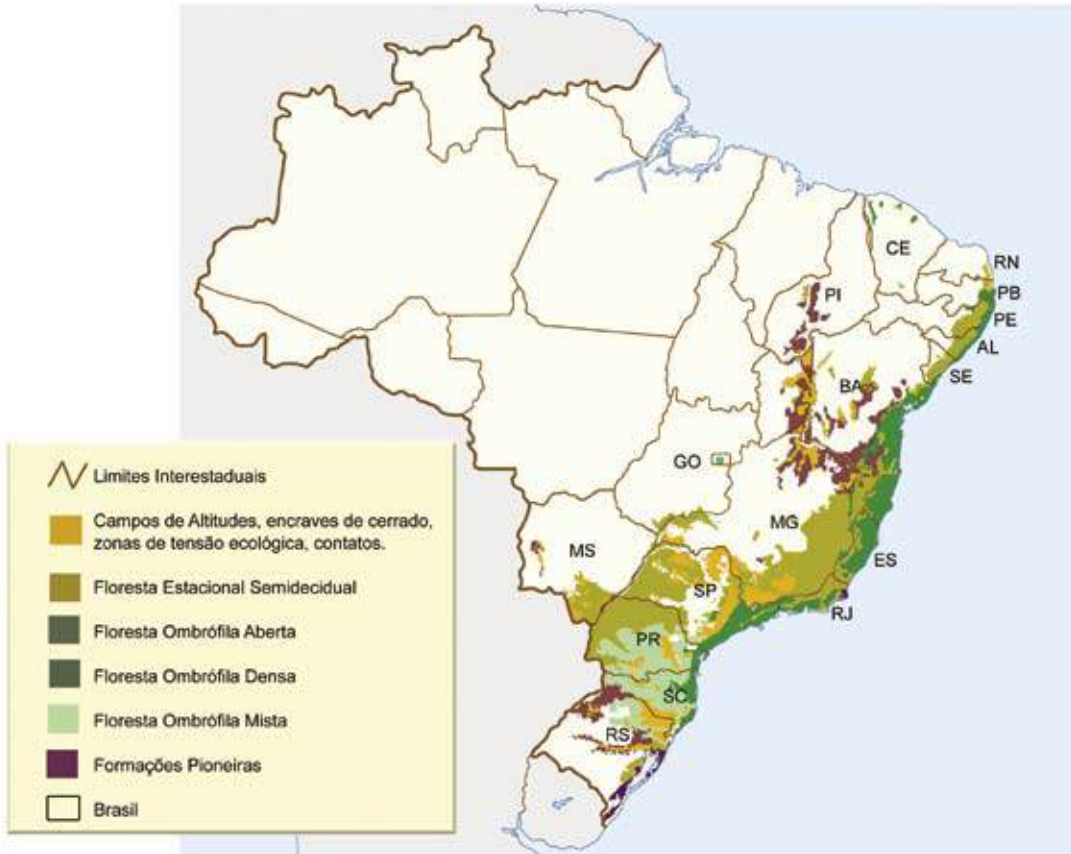 CE
RN
PI
PB
PE
AL
SE
BA
GO
MG
MS
ES
SP
RJ
PR
SC
RS
Limites Interestaduais
Campos de Altitudes, encraves de cerrado,
zonas de tensão ecológica, contatos.
Floresta Estacional Semidecidual
Floresta Ombrófila Aberta
Floresta Ombrófila Densa
Floresta Ombrófila Mista
Formações Pioneiras
Brasil